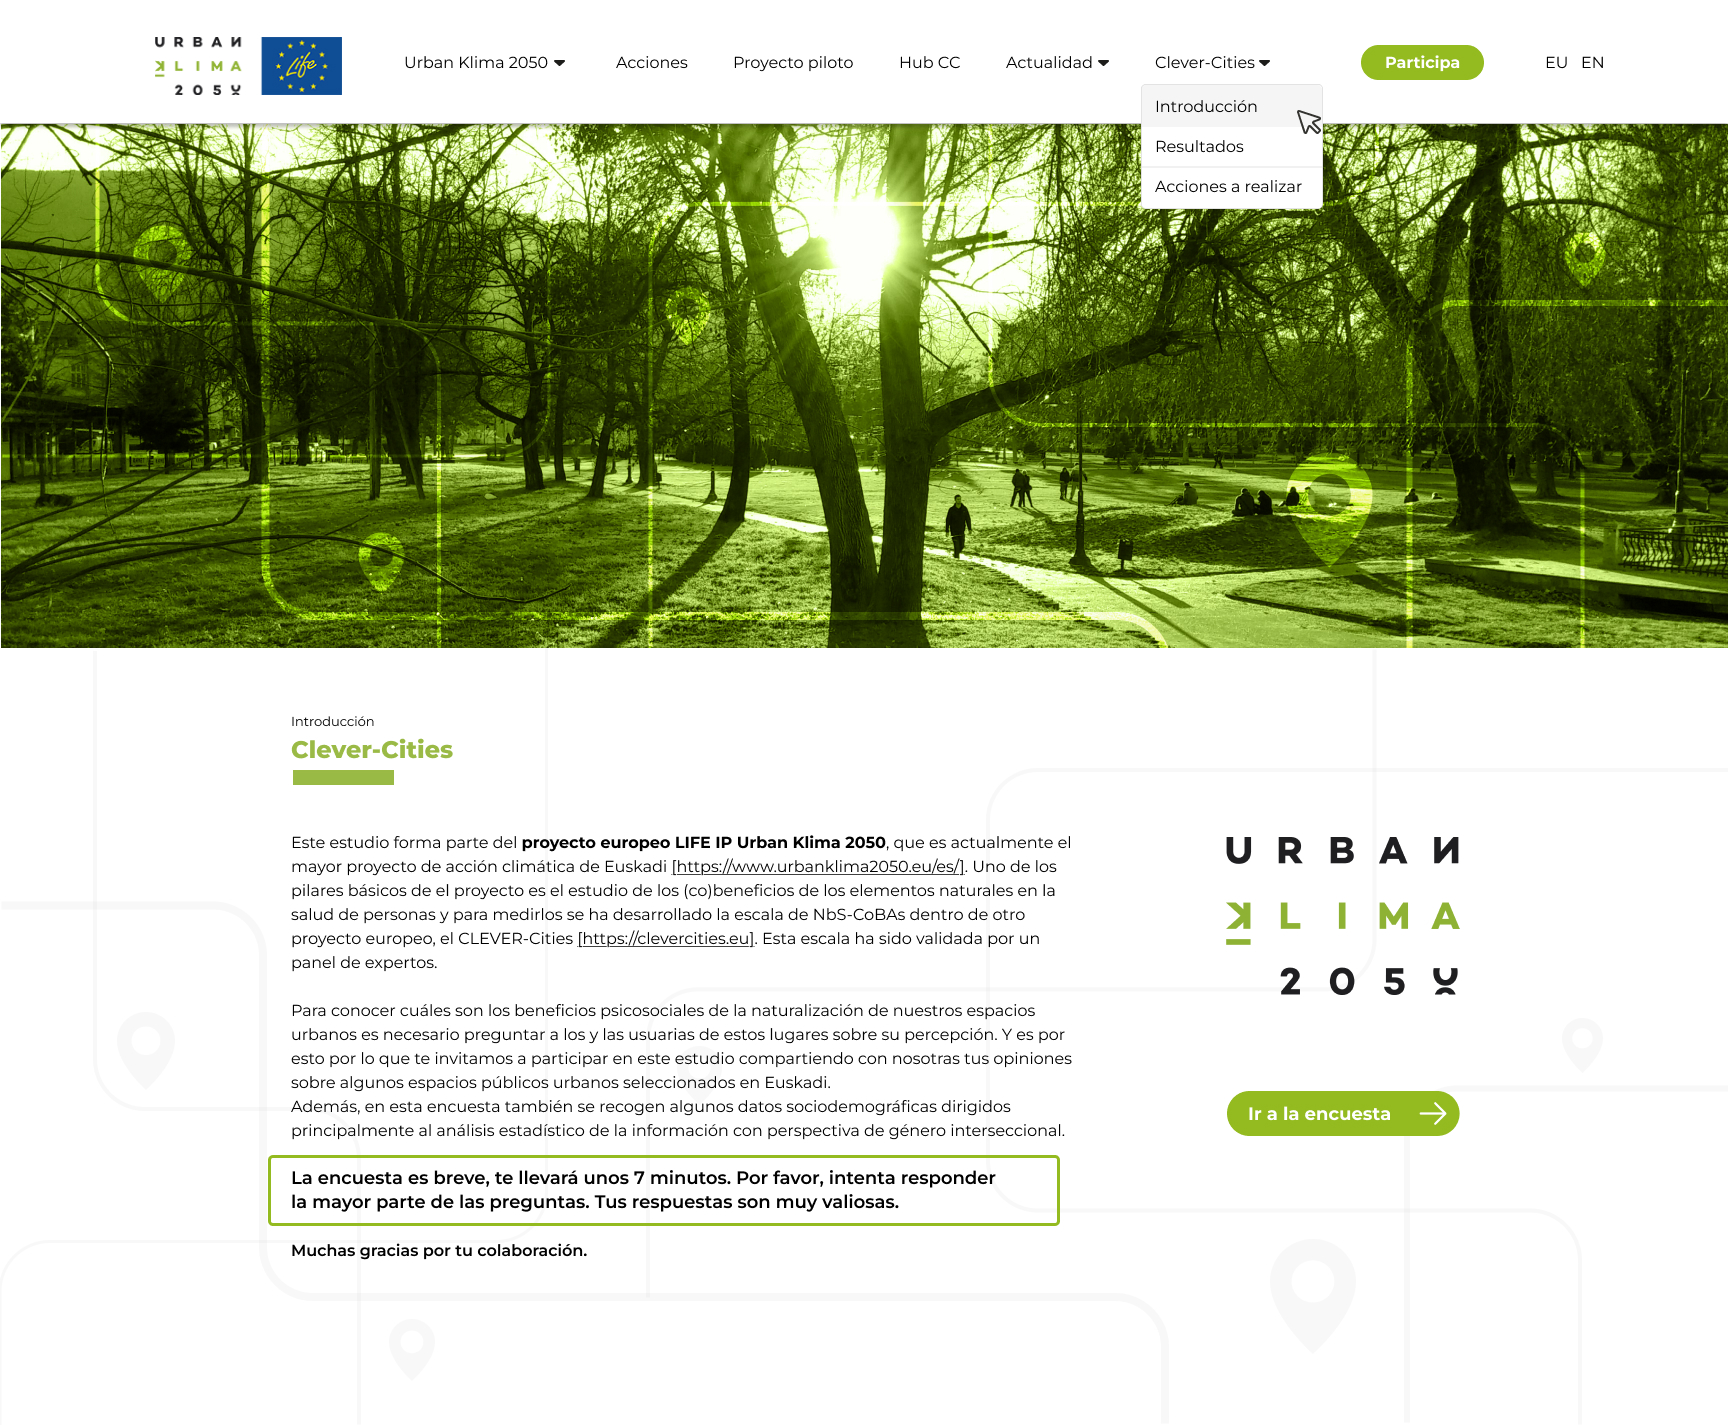 URBAN
KLIMA
2050
Life
Urban Klima 2050
Acciones
Proyecto piloto
Hub CC
Actualidad
Clever-Cities
Participa
EU EN
Introducción
Resultados
Acciones a realizar
Introducción
Clever-Cities
Este estudio forma parte del proyecto europeo LIFE IP Urban Klima 2050, que es actualmente el
mayor proyecto de acción climática de Euskadi [https://www.urbanklima2050.eu/es/]. Uno de los
pilares básicos de el proyecto es el estudio de los (co)beneficios de los elementos naturales en la
salud de personas y para medirlos se ha desarrollado la escala de NbS-CoBAs dentro de otro
proyecto europeo, el CLEVER-Cities [https://clevercities.eu]. Esta escala ha sido validada por un
panel de expertos.
Para conocer cuáles son los beneficios psicosociales de la naturalización de nuestros espacios
urbanos es necesario preguntar a los y las usuarias de estos lugares sobre su percepción. Y es por
esto por lo que te invitamos a participar en este estudio compartiendo con nosotras tus opiniones
sobre algunos espacios públicos urbanos seleccionados en Euskadi.
Además, en esta encuesta también se recogen algunos datos sociodemográficas dirigidos
principalmente al análisis estadístico de la información con perspectiva de género interseccional.
La encuesta es breve, te llevará unos 7 minutos. Por favor, intenta responder
la mayor parte de las preguntas. Tus respuestas son muy valiosas.
Muchas gracias por tu colaboración.
URBAN
KLIMA
2050
Ir a la encuesta